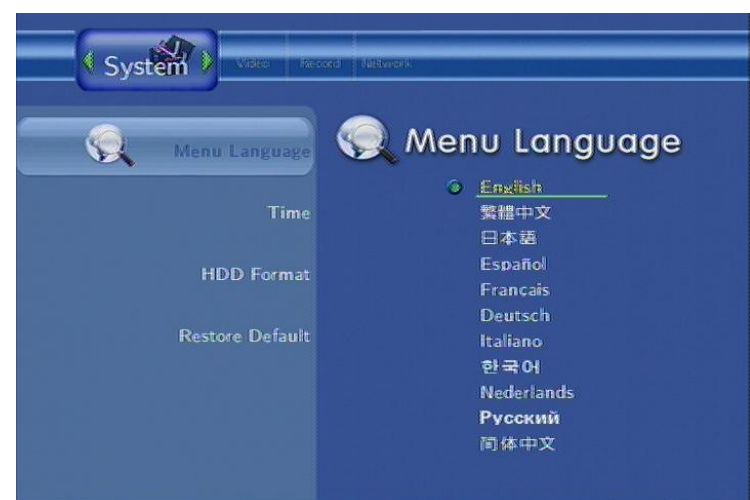 System Video Record Network
Menu Language
Time
HDD Format
Restore Default
Menu Language
English
繁體中文
日本語
Español
Francais
Deutsch
Italiano
한국어
Nederlands
Русский
简体中文